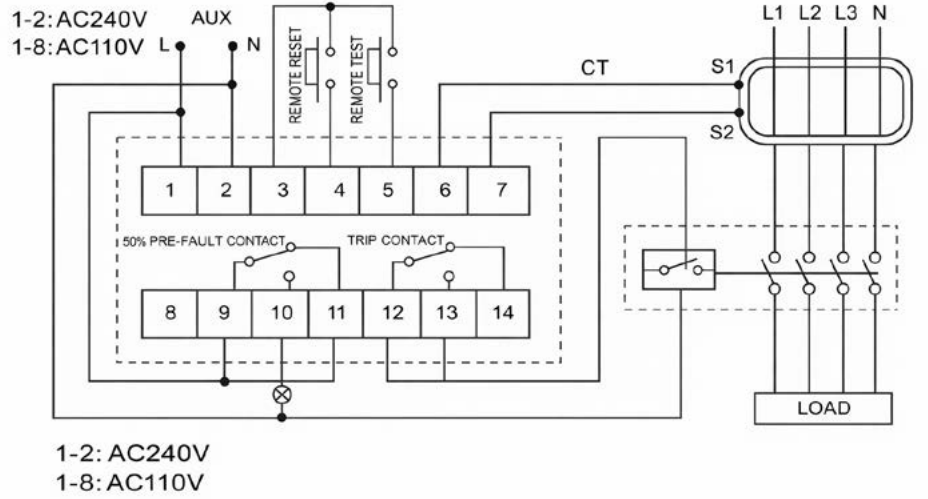 1-2: AC240V
1-8: AC110V
AUX
L N
REMOTE RESET
REMOTE TEST
CT
S1
S2
L1 L2 L3 N
1 2 3 4 5 6 7
50% PRE-FAULT CONTACT
TRIP CONTACT
8 9 10 11 12 13 14
LOAD
1-2: AC240V
1-8: AC110V